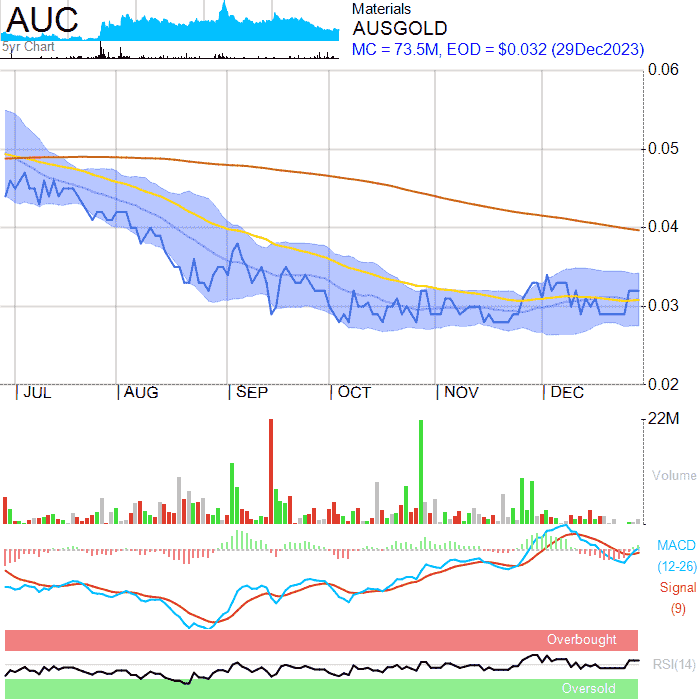 AUC
5yr Chart
Materials
AUSGOLD
MC = 73.5M, EOD = $0.032 (29Dec2023)
0.06
0.05
0.04
0.03
0.02
JUL AUG SEP OCT NOV DEC
22M
Volume
MACD
(12-26)
Signal
(9)
Overbought
RSI(14)
Oversold